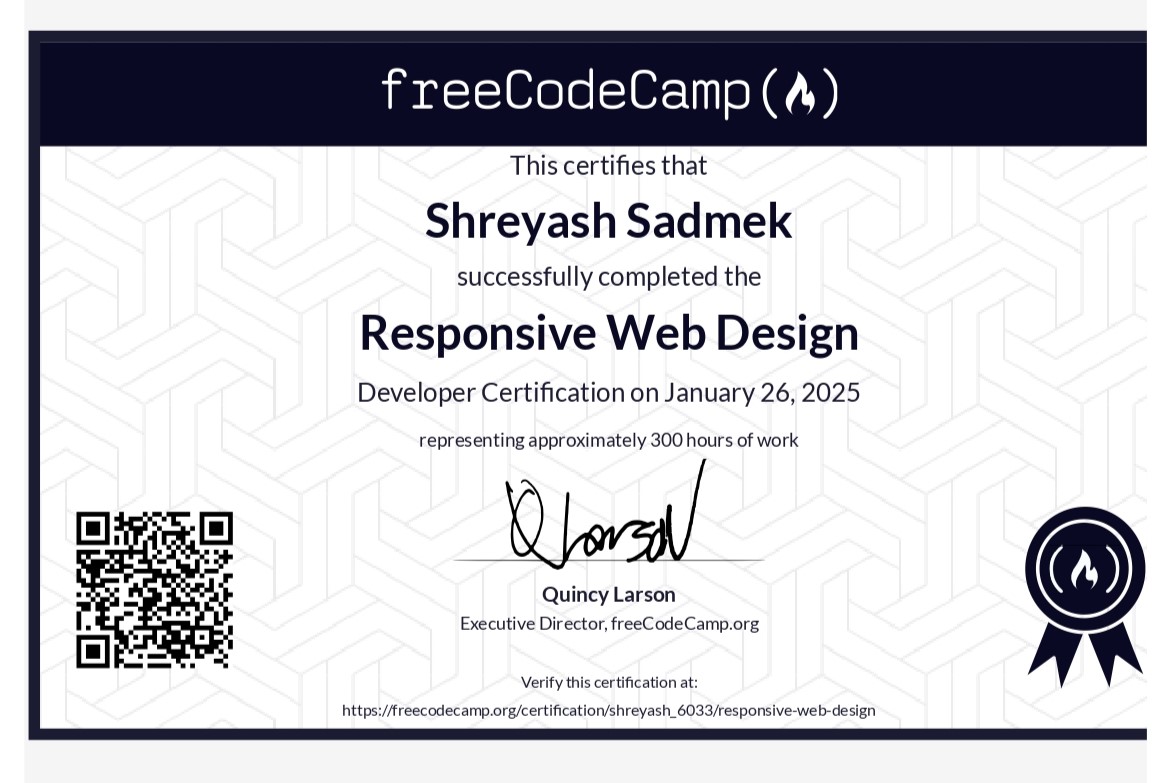 freeCodeCamp
This certifies that
Shreyash Sadmek
successfully completed the
Responsive Web Design
Developer Certification on January 26, 2025
representing approximately 300 hours of work
Q Larson
Quincy Larson
Executive Director, freeCodeCamp.org
Verify this certification at:
https://freecodecamp.org/certification/shreyash_6033/responsive-web-design